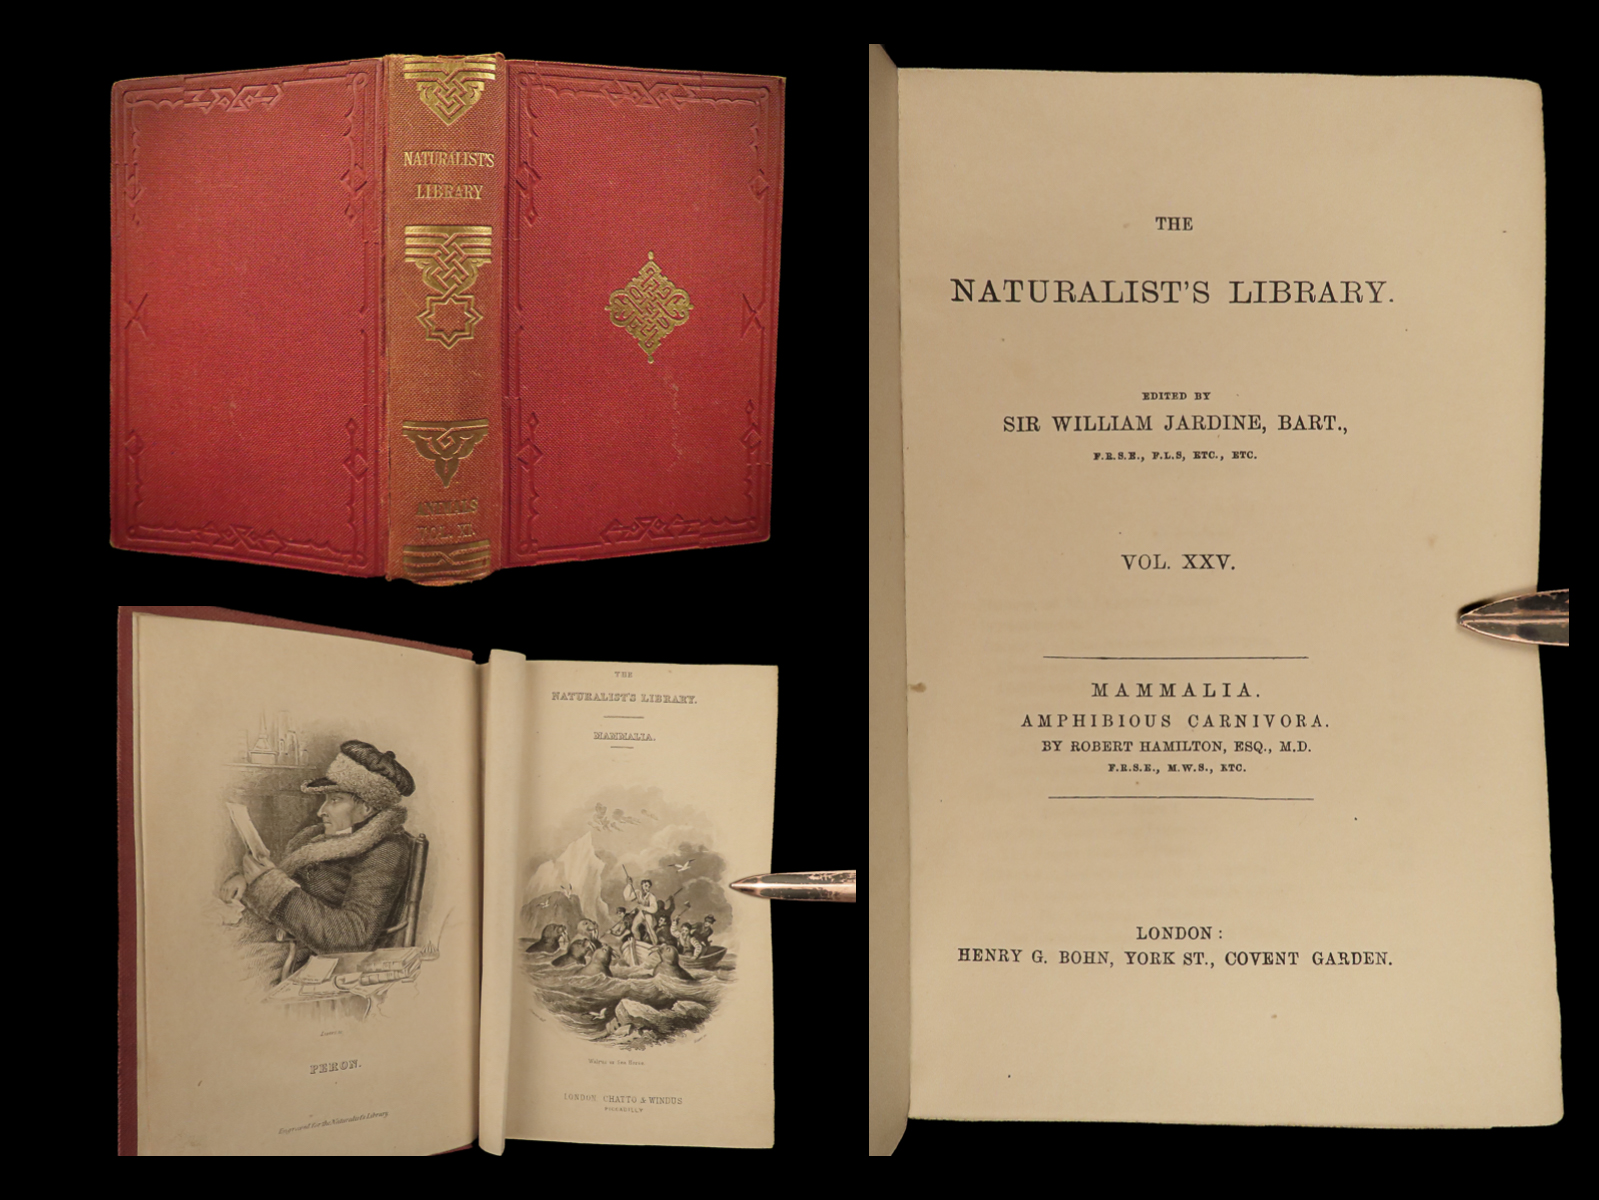 NATURALIST'S
LIBRARY
ANIMALS
VOL. XI.
PERON.
Engraved for the Naturalist's Library
THE
NATURALIST'S LIBRARY.
MAMMALIA.
LONDON, CHATTO & WINDUS
PICCADILLY
THE
NATURALIST'S LIBRARY.
EDITED BY
SIR WILLIAM JARDINE, BART.,
F.R.S.E., F.L.S, ETC., ETC.
VOL. XXV.
MAMMALIA.
AMPHIBIOUS CARNIVORA.
BY ROBERT HAMILTON, ESQ., M.D.
F.R.S.E., M.W.S., ETC.
LONDON:
HENRY G. BOHN, YORK ST., COVENT GARDEN.